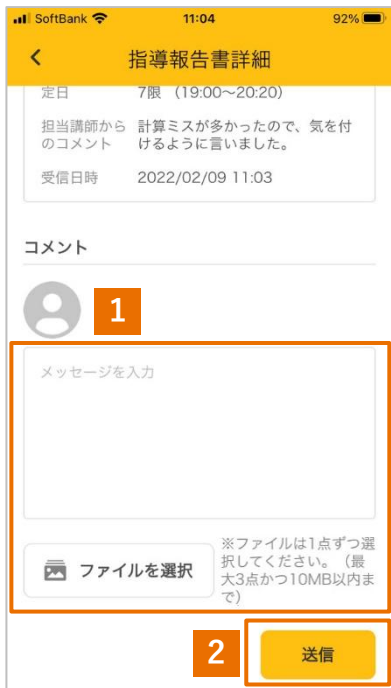 SoftBank 11:04 92%
指導報告書詳細
定日 7限 (19:00～20:20)
担当講師から 計算ミスが多かったので、気を付
のコメント けるように言いました。
受信日時 2022/02/09 11:03
コメント
1
メッセージを入力
ファイルを選択
※ファイルは1点ずつ選
択してください。(最
大3点かつ10MB以内ま
で)
2
送信